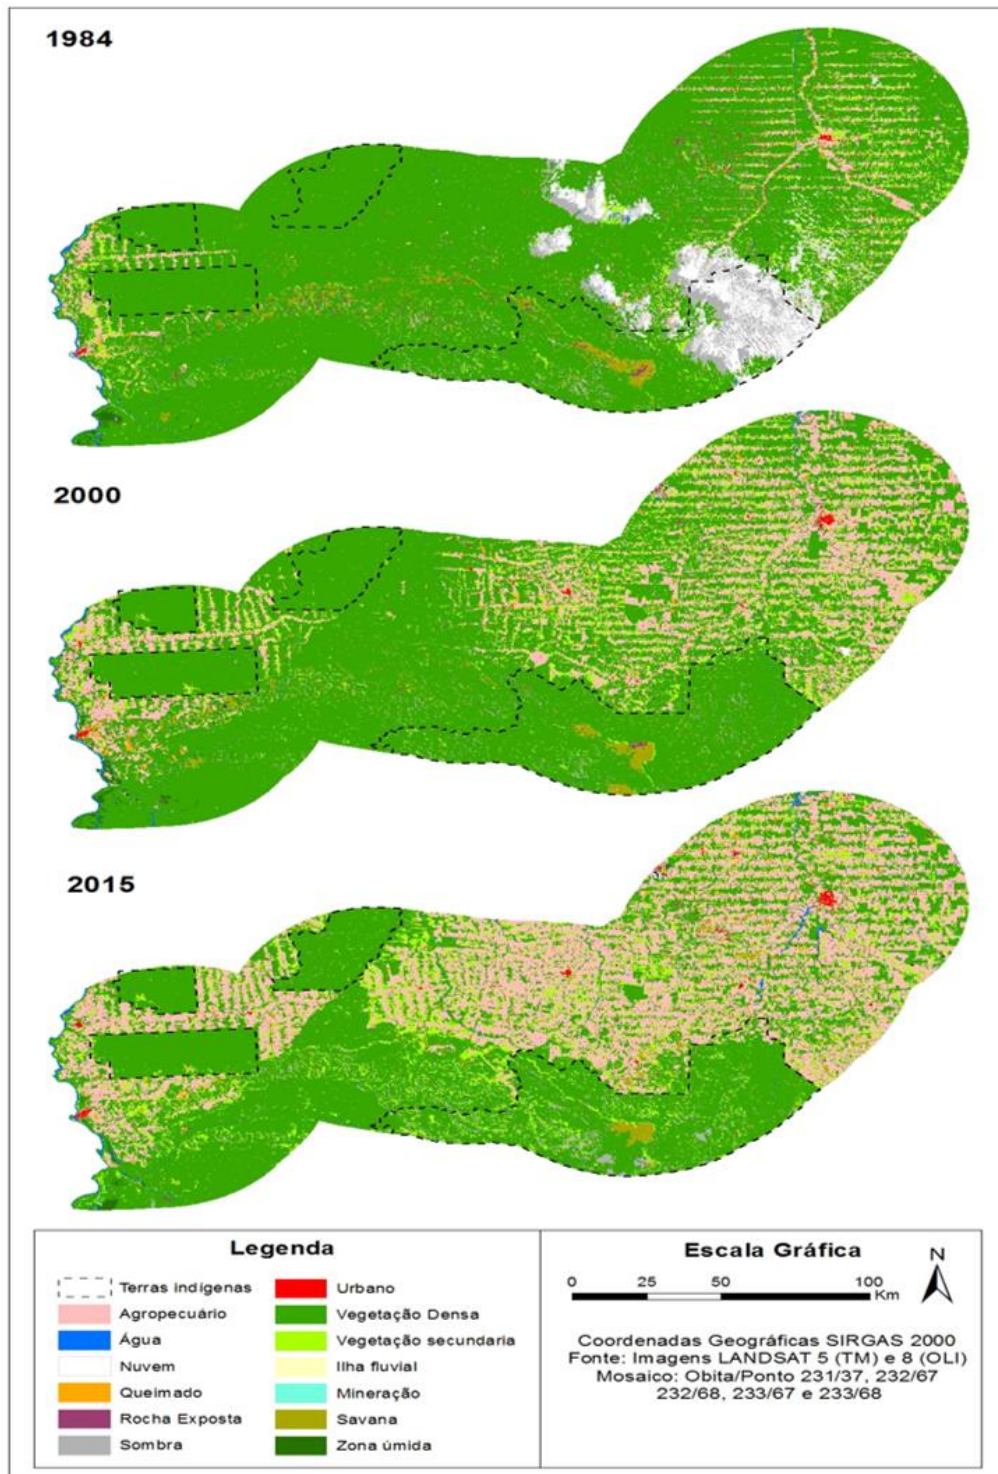 1984
2000
2015
Legenda
Terras indígenas
Agropecuário
Água
Nuvem
Queimado
Rocha Exposta
Sombra
Urbano
Vegetação Densa
Vegetação secundaria
Ilha fluvial
Mineração
Savana
Zona úmida
Escala Gráfica
N
0 25 50 100
Km
Coordenadas Geográficas SIRGAS 2000
Fonte: Imagens LANDSAT 5 (TM) e 8 (OLI)
Mosaico: Obita/Ponto 231/37, 232/67
232/68, 233/67 e 233/68